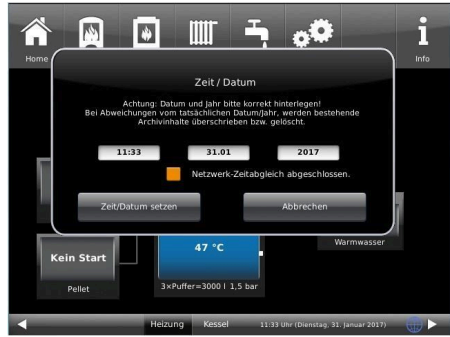 Home
Info
Zeit / Datum
Achtung: Datum und Jahr bitte korrekt hinterlegen!
Bei Abweichungen vom tatsächlichen Datum/Jahr, werden bestehende
Archivinhalte überschrieben bzw. gelöscht.
11:33 31.01 2017
Netzwerk-Zeitabgleich abgeschlossen.
Zeit/Datum setzen Abbrechen
Kein Start
47 °C
Warmwasser
Pellet
3×Puffer=3000 l 1,5 bar
Heizung Kessel 11:33 Uhr (Dienstag, 31. Januar 2017)